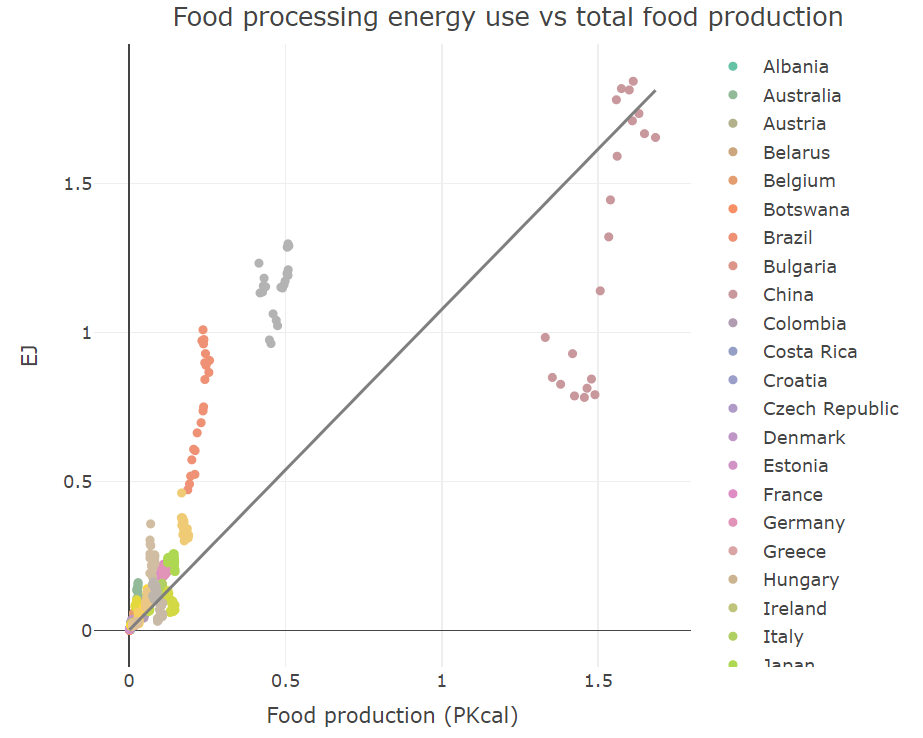 Food processing energy use vs total food production
EJ
1.5
1
0.5
0
0
0.5
1
1.5
Food production (PKcal)
Albania
Australia
Austria
Belarus
Belgium
Botswana
Brazil
Bulgaria
China
Colombia
Costa Rica
Croatia
Czech Republic
Denmark
Estonia
France
Germany
Greece
Hungary
Ireland
Italy
Japan